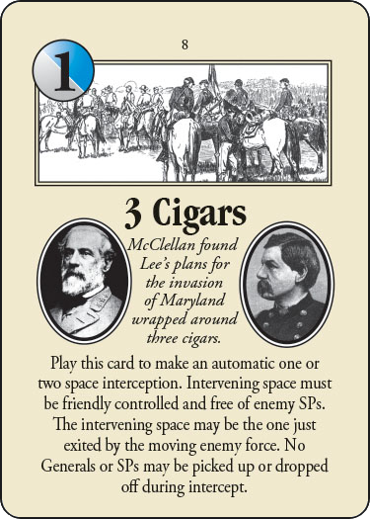 8
1
3 Cigars
McClellan found
Lee's plans for
the invasion
of Maryland
wrapped around
three cigars.
Play this card to make an automatic one or
two space interception. Intervening space must
be friendly controlled and free of enemy SPs.
The intervening space may be the one just
exited by the moving enemy force. No
Generals or SPs may be picked up or dropped
off during intercept.